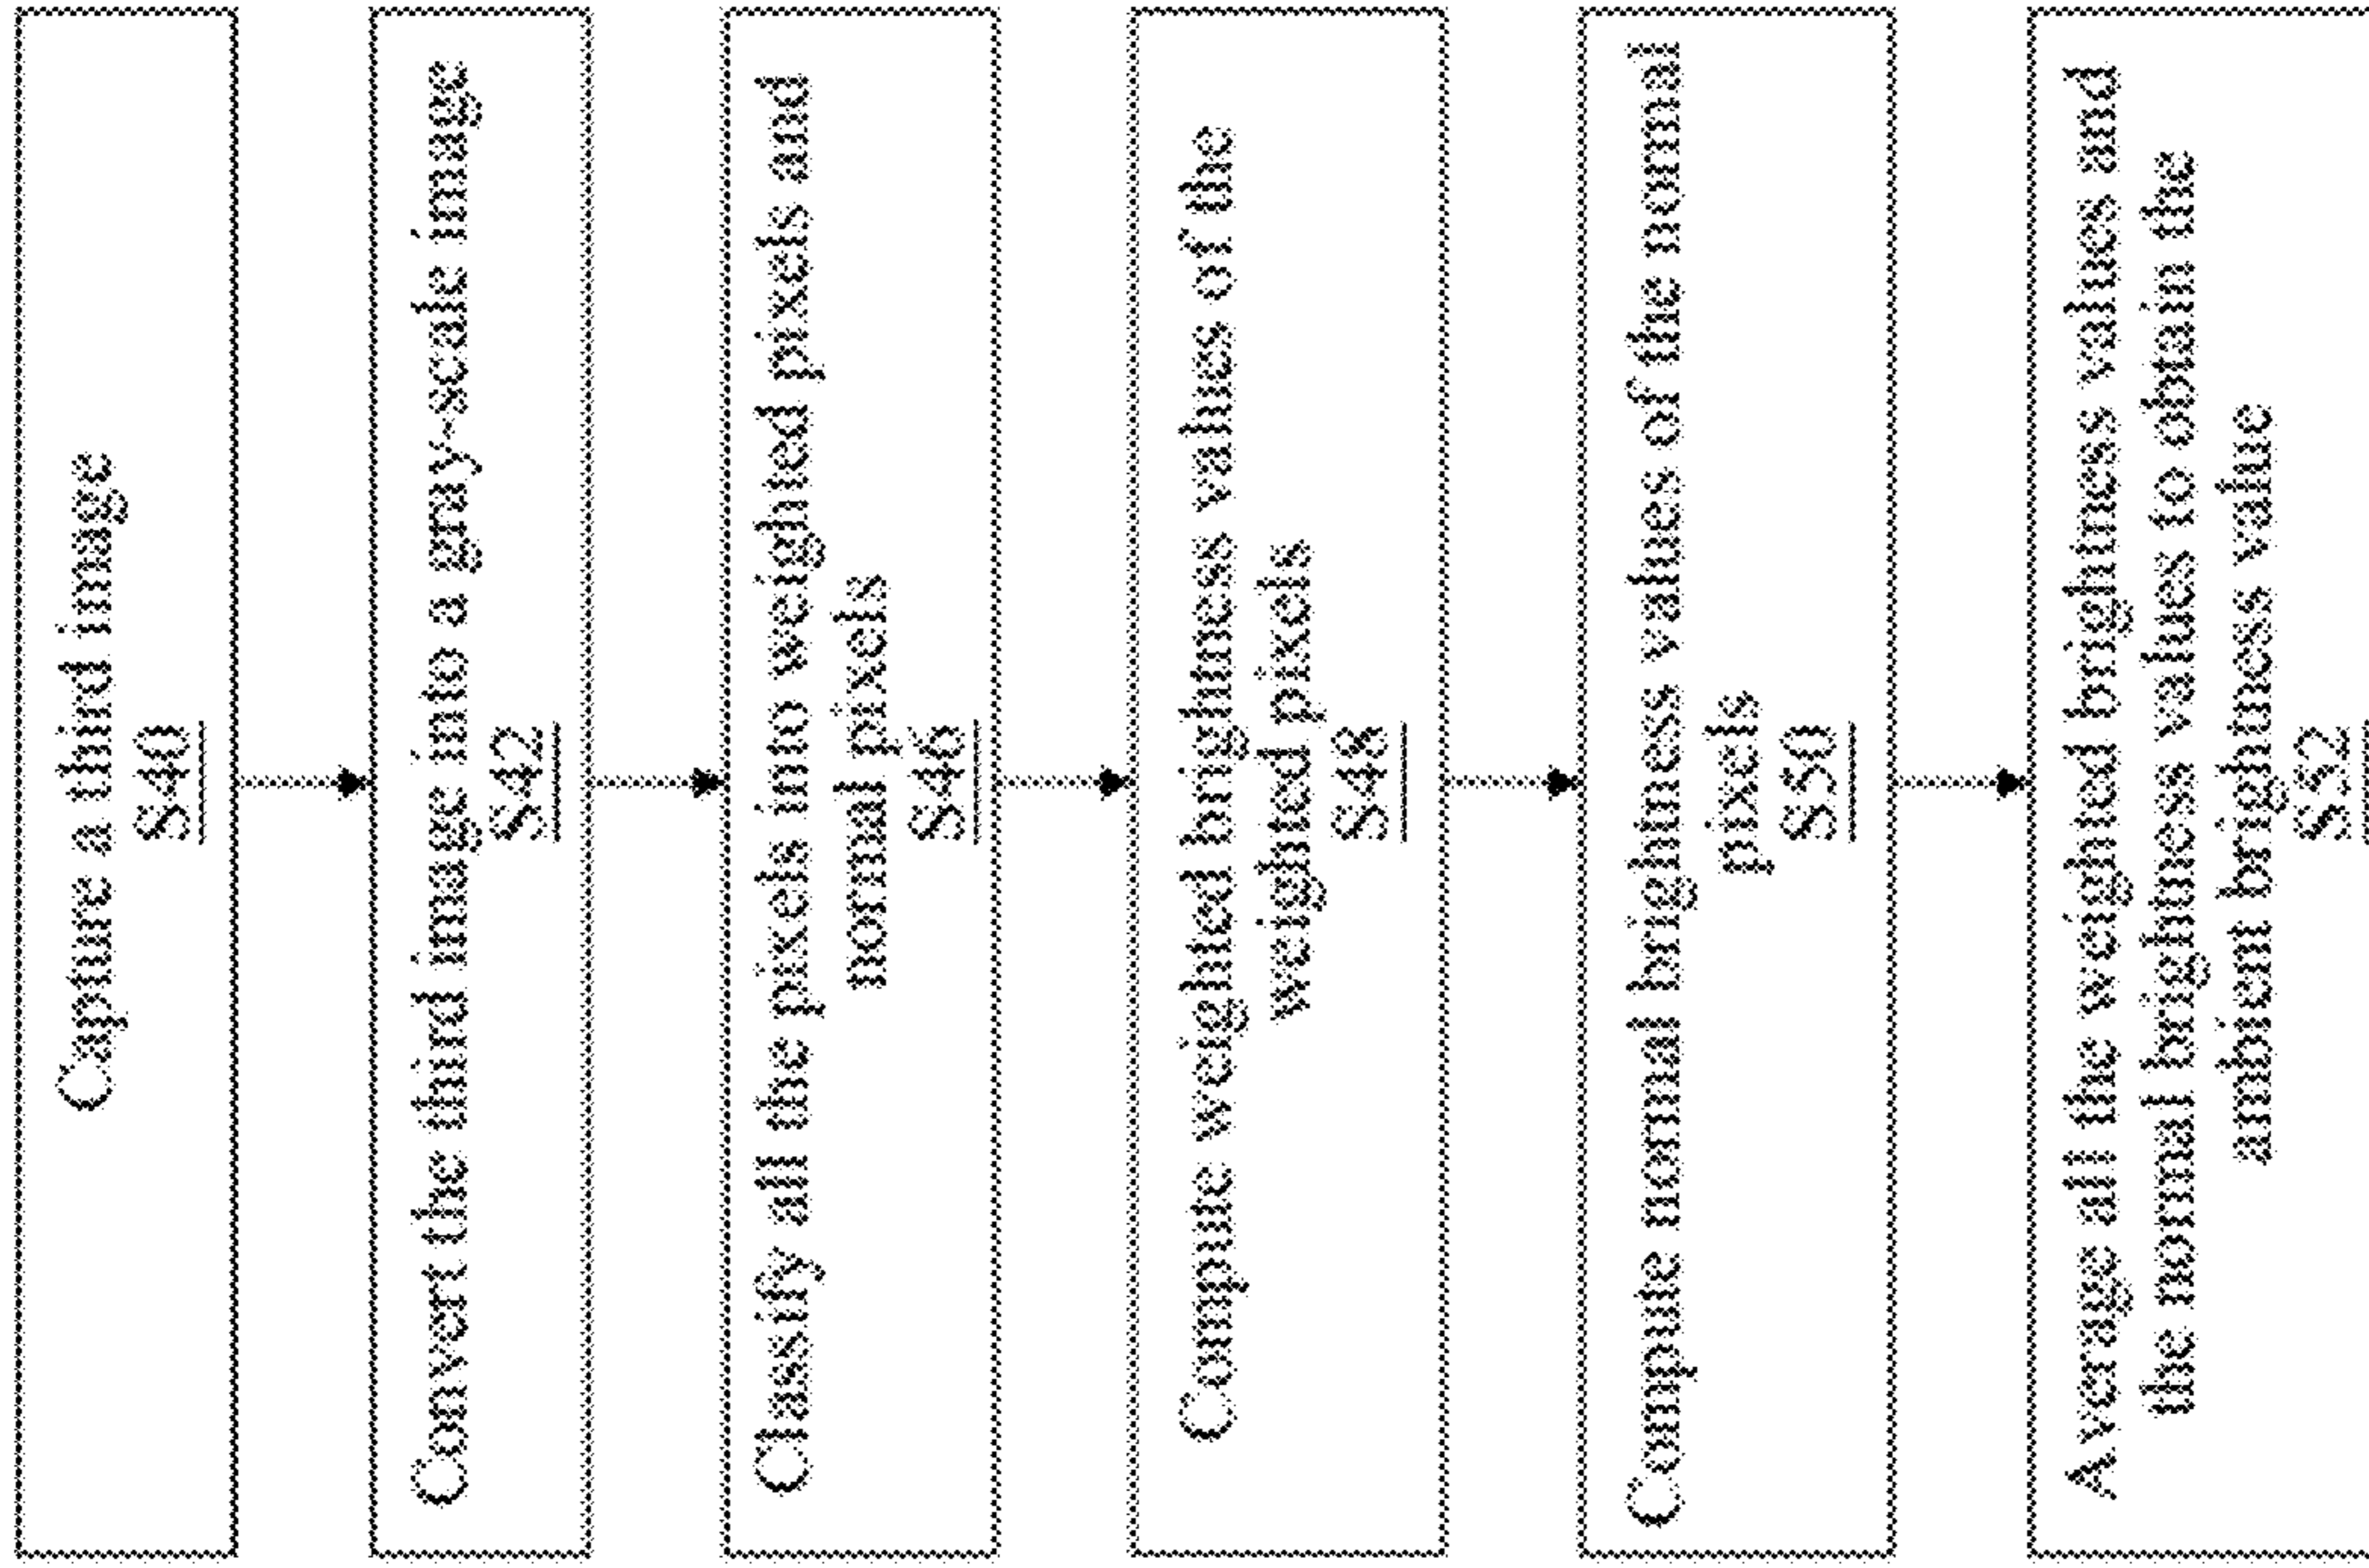 Capture a third image
S40
Convert the third image into a gray-scale image
S42
Classify all the pixels into weighted pixels and
normal pixels
S46
Compute weighted brightness values of the
weighted pixels
S48
Compute normal brightness values of the normal
pixels
S50
Average all the weighted brightness values and
the normal brightness values to obtain the
ambient brightness value
S52